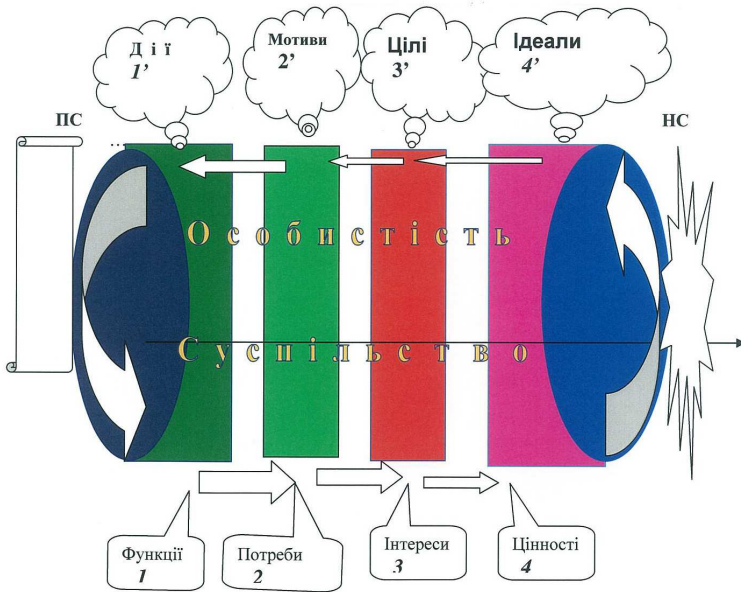 Дії
1’
Мотиви
2’
Цілі
3’
Ідеали
4’
ПС
НС
Особистість
Суспільство
Функції
1
Потреби
2
Інтереси
3
Цінності
4